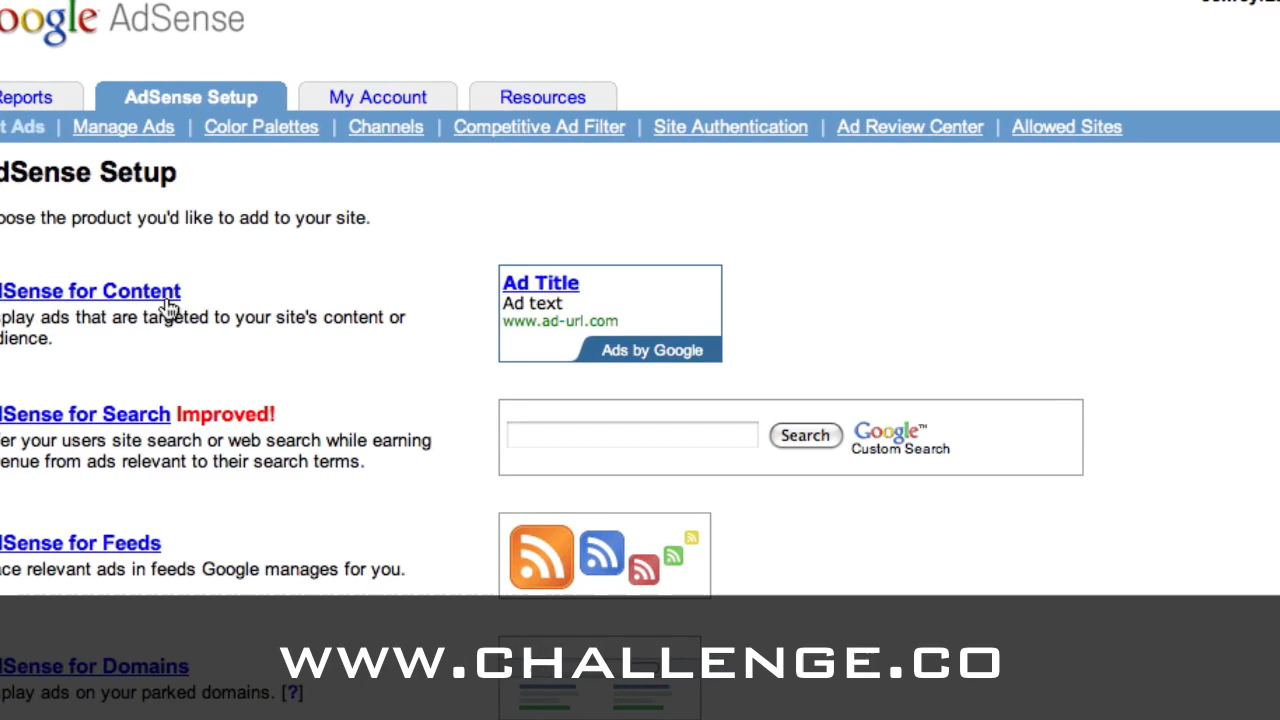 oogle AdSense
Reports
AdSense Setup
My Account
Resources
t Ads | Manage Ads | Color Palettes | Channels | Competitive Ad Filter | Site Authentication | Ad Review Center | Allowed Sites
dSense Setup
oose the product you'd like to add to your site.
dSense for Content
play ads that are targeted to your site's content or
dience.
Ad Title
Ad text
www.ad-url.com
Ads by Google
dSense for Search Improved!
er your users site search or web search while earning
enue from ads relevant to their search terms.
Search
Google™
Custom Search
dSense for Feeds
ace relevant ads in feeds Google manages for you.
dSense for Domains
play ads on your parked domains. [?]
WWW.CHALLENGE.CO